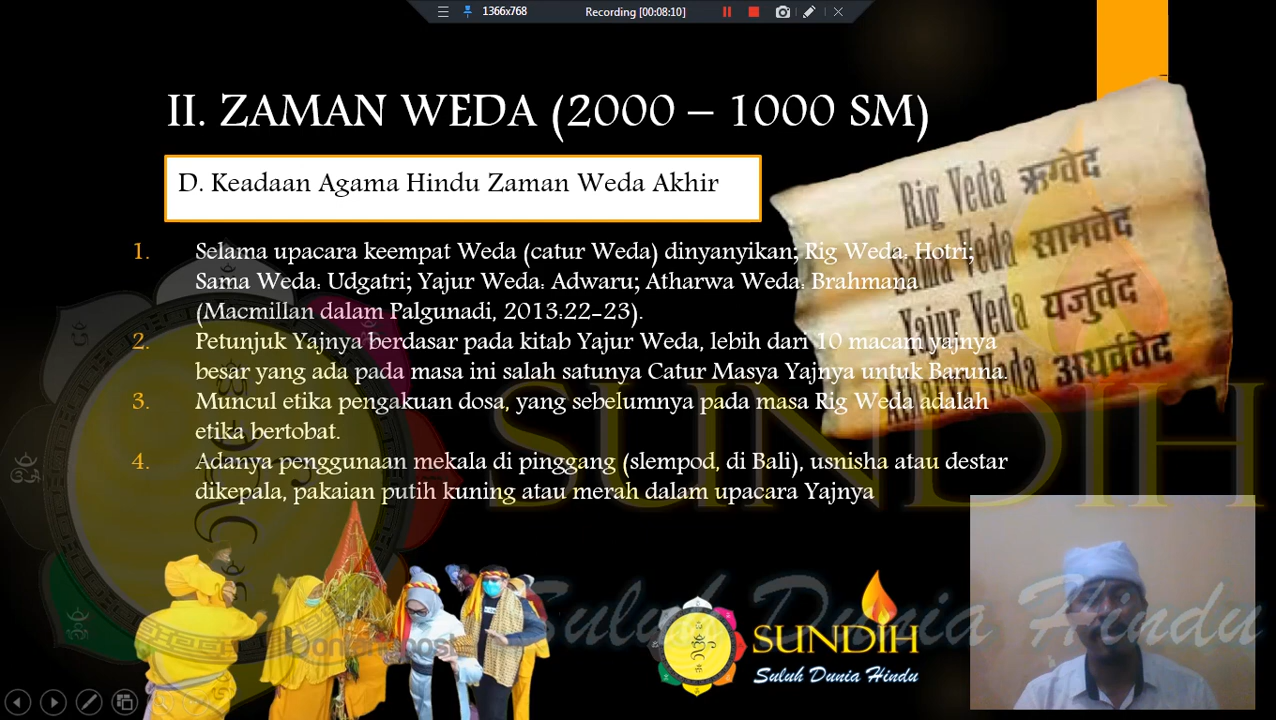 1366x768
Recording [00:08:10]
II. ZAMAN WEDA (2000 – 1000 SM)
D. Keadaan Agama Hindu Zaman Weda Akhir
1. Selama upacara keempat Weda (catur Weda) dinyanyikan; Rig Weda: Hotri;
Sama Weda: Udgatri; Yajur Weda: Adwaru; Atharwa Weda: Brahmana
(Macmillan dalam Palgunadi, 2013:22-23).
2. Petunjuk Yajnya berdasar pada kitab Yajur Weda, lebih dari 10 macam yajnya
besar yang ada pada masa ini salah satunya Catur Masya Yajnya untuk Baruna.
3. Muncul etika pengakuan dosa, yang sebelumnya pada masa Rig Weda adalah
etika bertobat.
4. Adanya penggunaan mekala di pinggang (slempod, di Bali), usnisha atau destar
dikepala, pakaian putih kuning atau merah dalam upacara Yajnya
Rig Veda ऋग्वेद
Sama Veda सामवेद
Yajur Veda यजुर्वेद
Veda अथर्ववेद
SUNDIH
Suluh Dunia Hindu
SUNDIH
Suluh Dunia Hindu